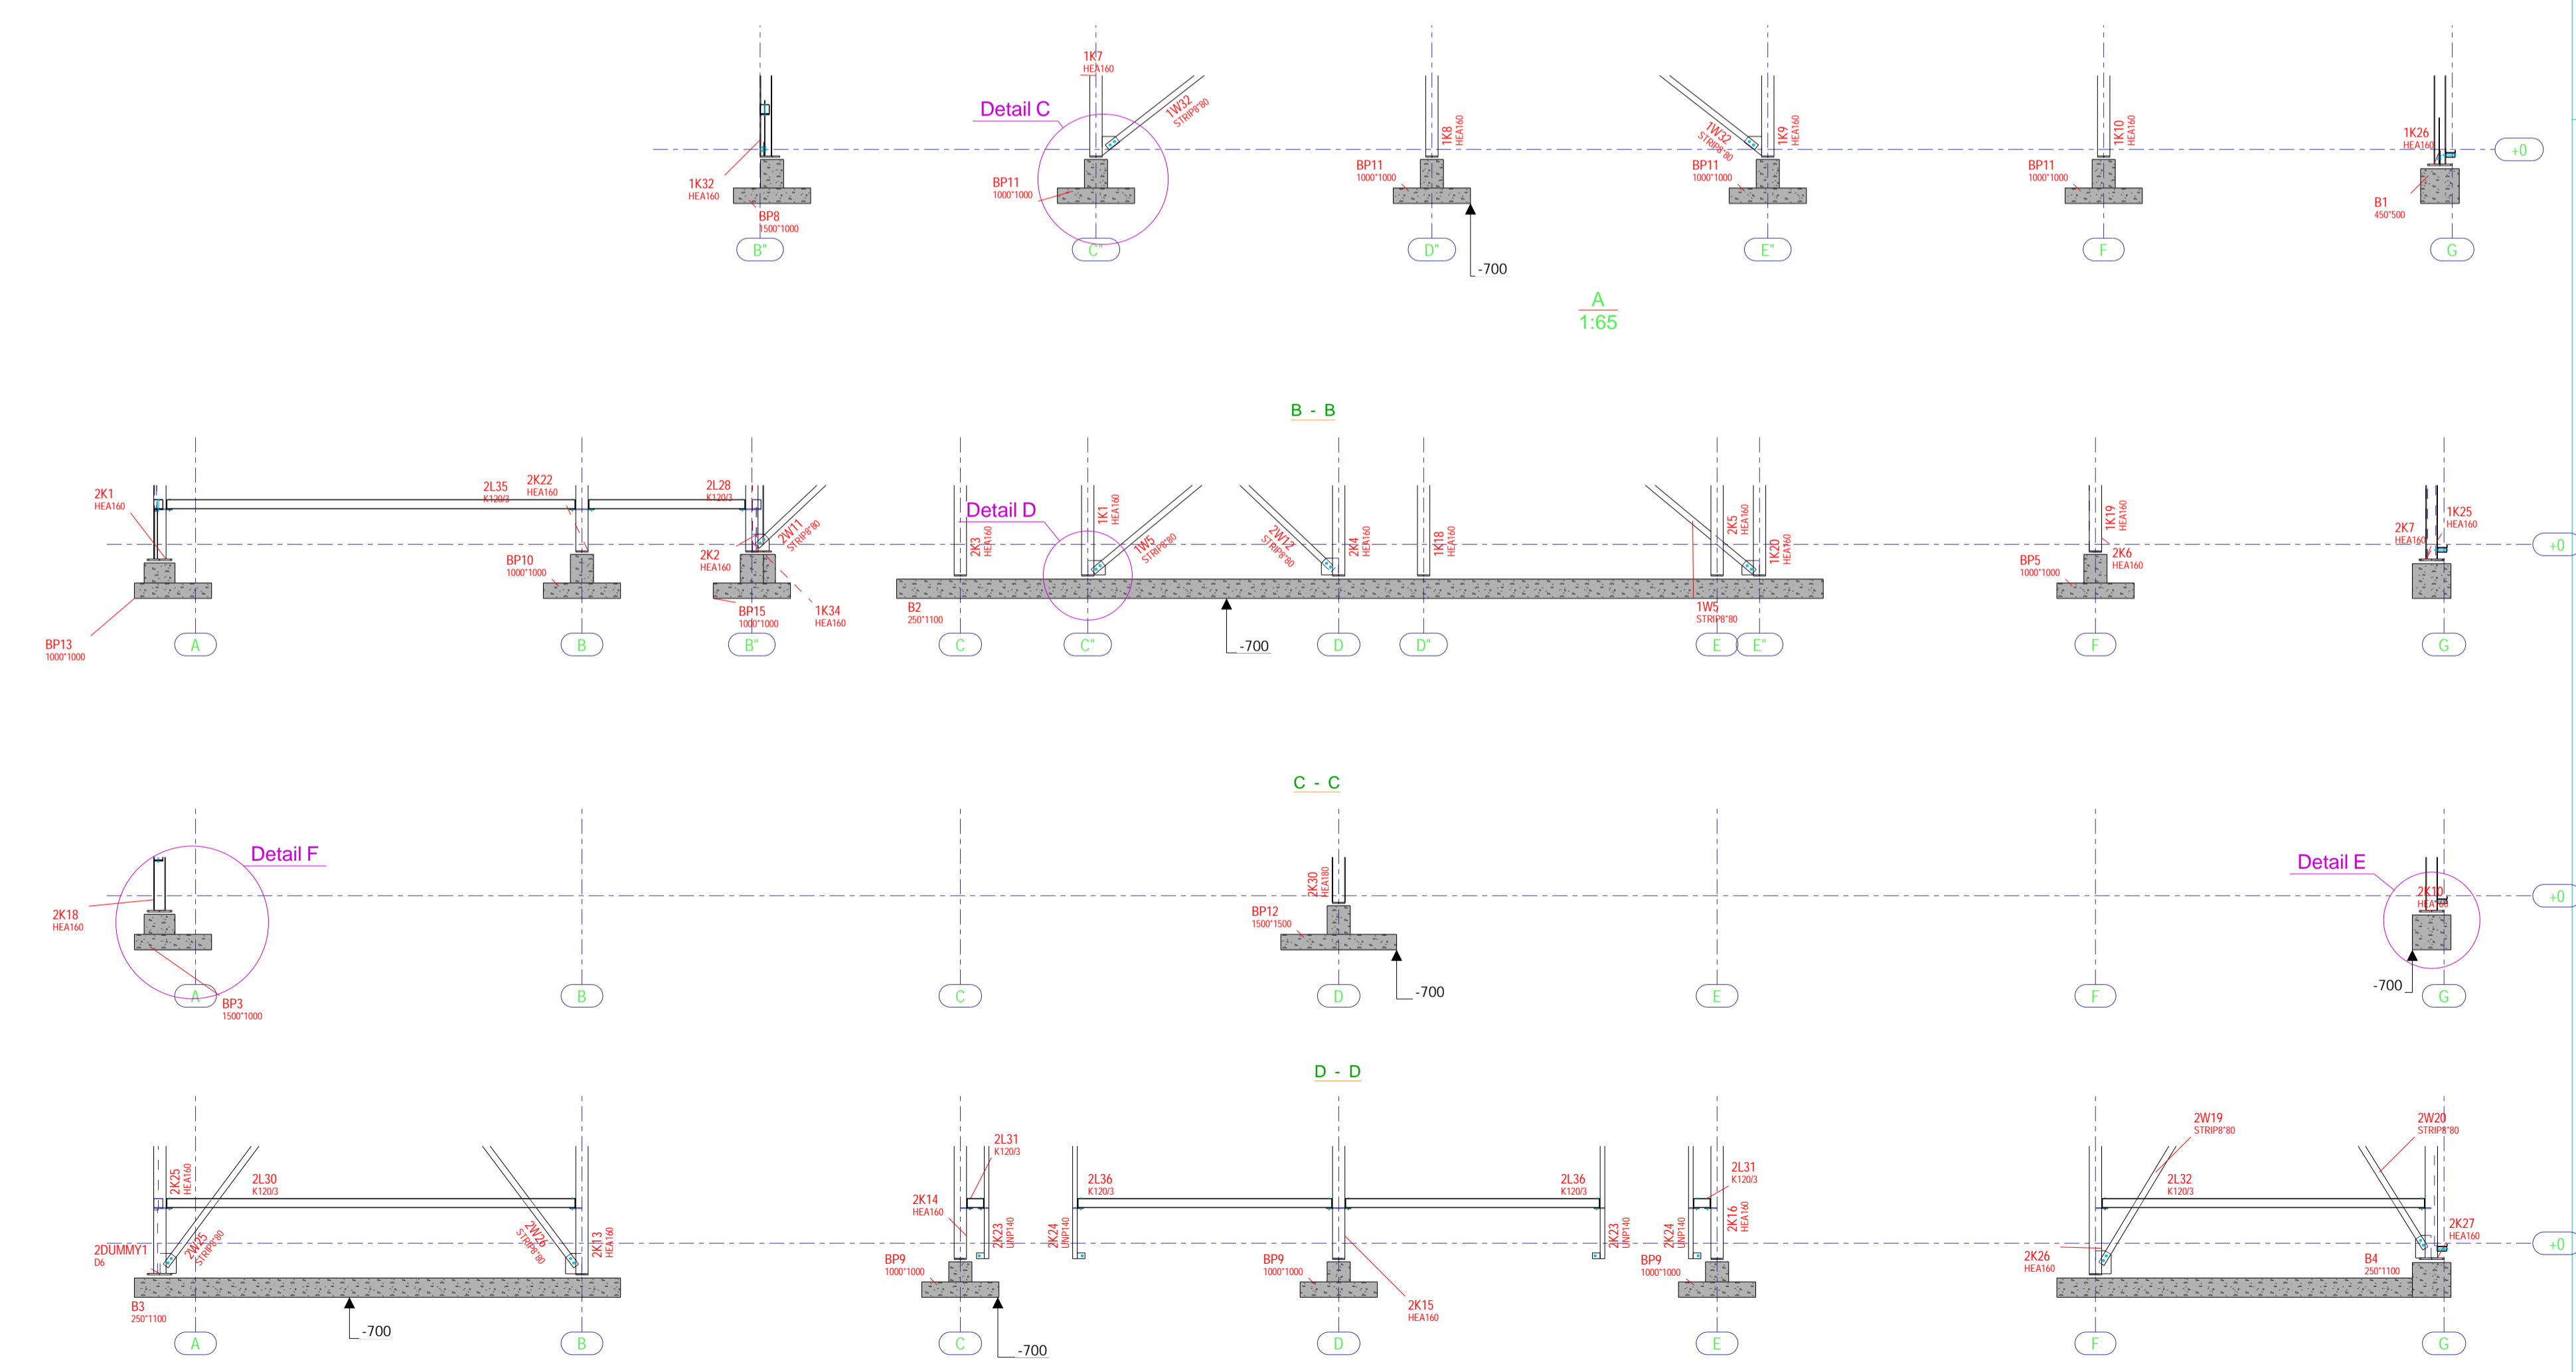 1K7
HEA160
Detail C
1W32
STRIP8*80
1K8
HEA160
1W32
STRIP8*80
1K9
HEA160
1K10
HEA160
1K26
HEA160
+0
1K32
HEA160
BP8
1500*1000
BP11
1000*1000
BP11
1000*1000
BP11
1000*1000
BP11
1000*1000
B1
450*500
B"
C"
D"
E"
F
G
-700
A
1:65
B - B
2K1
HEA160
2L35
K120/3
2K22
HEA160
2L28
K120/3
2W11
STRIP8*80
2K2
HEA160
Detail D
2K3
HEA160
1K1
HEA160
1W5
STRIP8*80
2W12
STRIP8*80
2K4
HEA160
1K18
HEA160
2K5
HEA160
1K20
HEA160
1K19
HEA160
2K6
HEA160
2K7
HEA160
1K25
HEA160
+0
BP10
1000*1000
BP5
1000*1000
BP13
1000*1000
BP15
1000*1000
1K34
HEA160
B2
250*1100
1W5
STRIP8*80
A
B
B"
C
C"
-700
D
D"
E
E"
F
G
C - C
Detail F
Detail E
2K18
HEA160
2K30
HEA180
BP12
1500*1500
2K10
HEA160
+0
BP3
1500*1000
-700
-700
A
B
C
D
E
F
G
D - D
2K25
HEA160
2L30
K120/3
2W25
STRIP8*80
2W26
STRIP8*80
2K13
HEA160
2DUMMY1
D6
2L31
K120/3
2K14
HEA160
2K23
UNP140
2K24
UNP140
2L36
K120/3
2L36
K120/3
2K23
UNP140
2K24
UNP140
2L31
K120/3
2K16
HEA160
2W19
STRIP8*80
2W20
STRIP8*80
2L32
K120/3
2K26
HEA160
2K27
HEA160
+0
BP9
1000*1000
BP9
1000*1000
BP9
1000*1000
B4
250*1100
B3
250*1100
2K15
HEA160
-700
-700
A
B
C
D
E
F
G